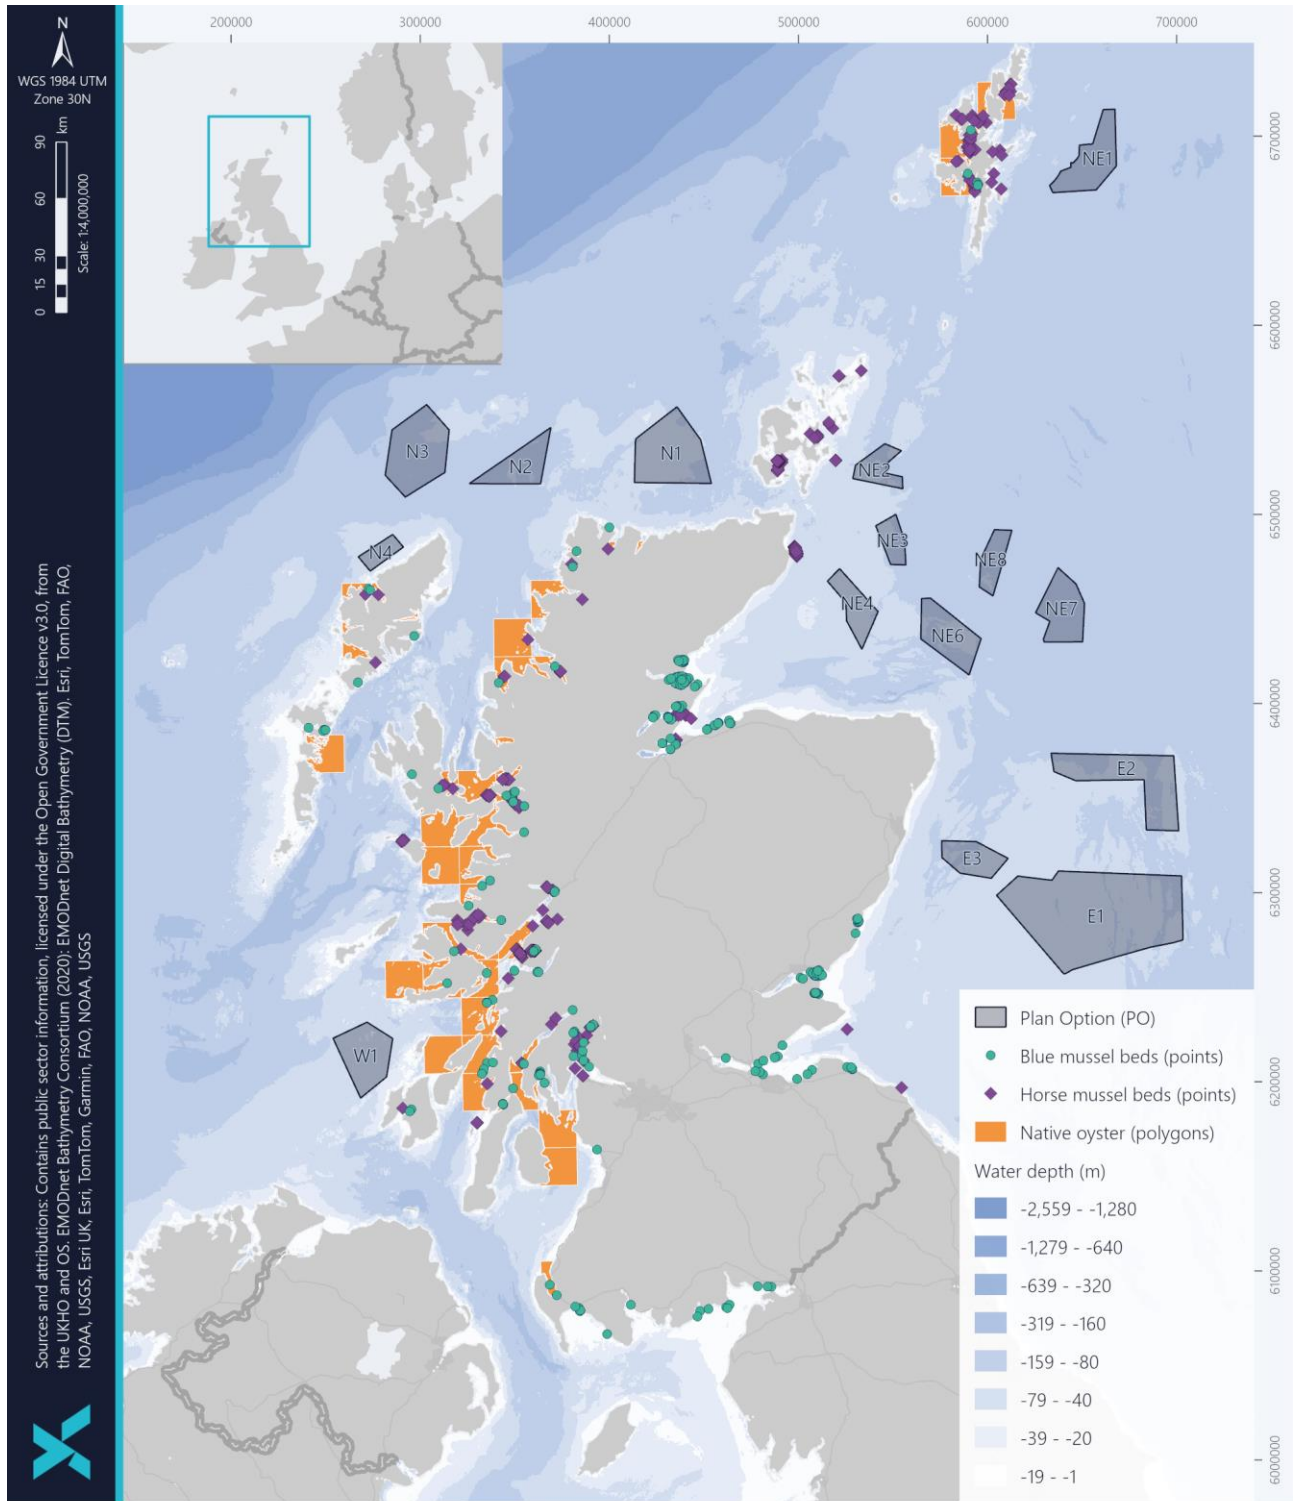 200000
300000
400000
500000
600000
700000
N
WGS 1984 UTM
Zone 30N
0 15 30 60 90 km
Scale: 1:4,000,000
Sources and attributions: Contains public sector information, licensed under the Open Government Licence v3.0, from
the UKHO and OS. EMODnet Bathymetry Consortium (2020): EMODnet Digital Bathymetry (DTM). Esri, TomTom, FAO,
NOAA, USGS, Esri UK, Esri, TomTom, Garmin, FAO, NOAA, USGS
6700000
6600000
6500000
6400000
6300000
6200000
6100000
6000000
NE1
N3
N2
N1
NE2
N4
NE3
NE8
NE4
NE7
NE6
E2
E3
E1
W1
Plan Option (PO)
Blue mussel beds (points)
Horse mussel beds (points)
Native oyster (polygons)
Water depth (m)
-2,559 - -1,280
-1,279 - -640
-639 - -320
-319 - -160
-159 - -80
-79 - -40
-39 - -20
-19 - -1